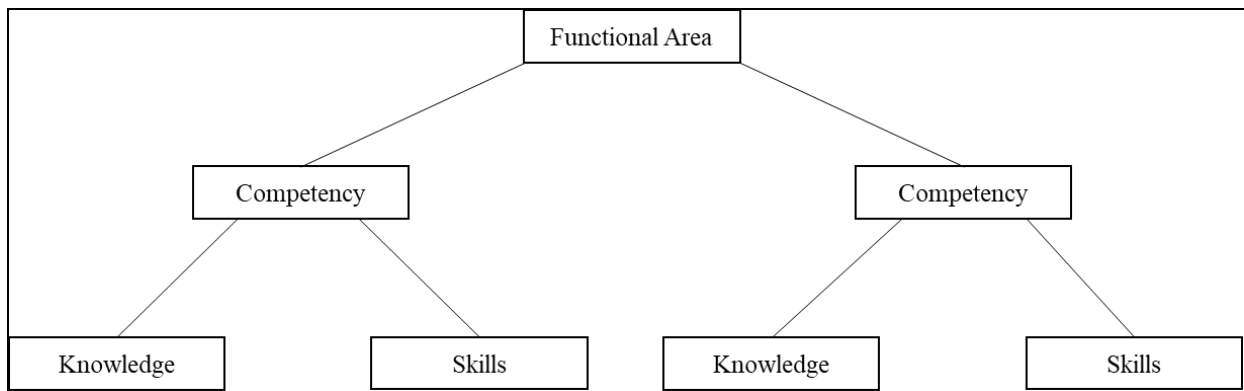 Functional Area
Competency
Competency
Knowledge
Skills
Knowledge
Skills